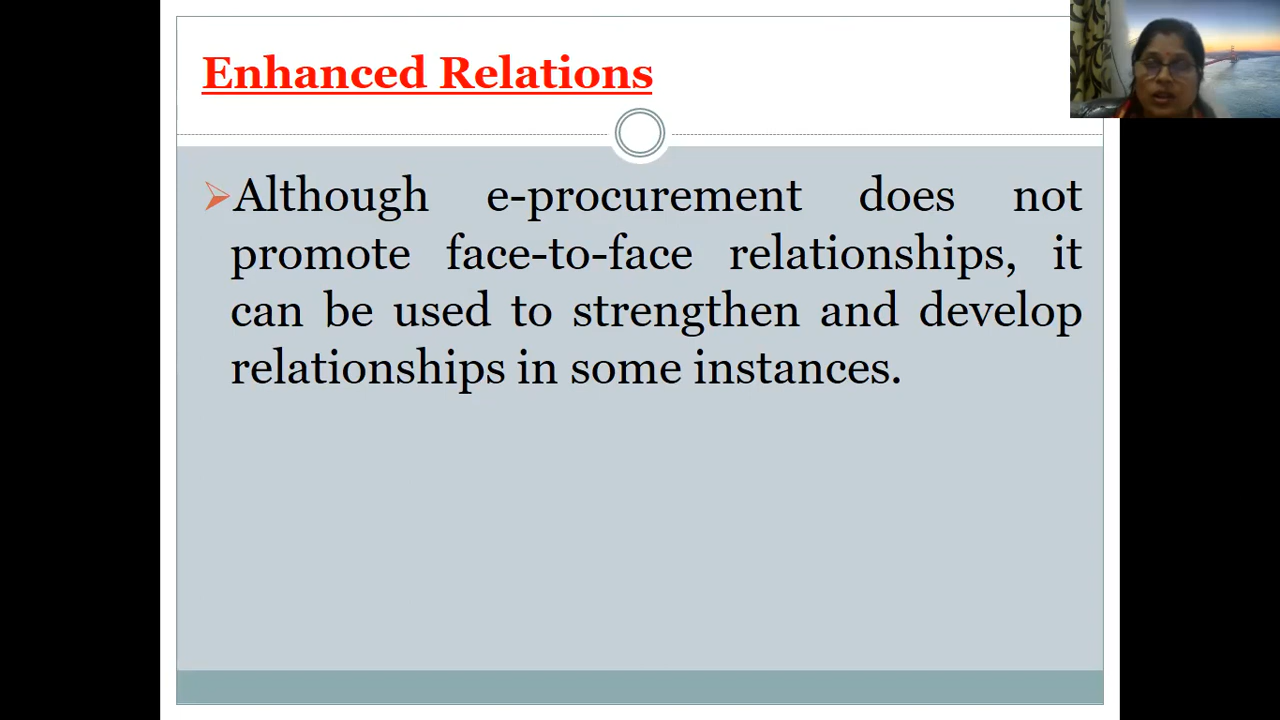 Enhanced Relations
Although e-procurement does not
promote face-to-face relationships, it
can be used to strengthen and develop
relationships in some instances.